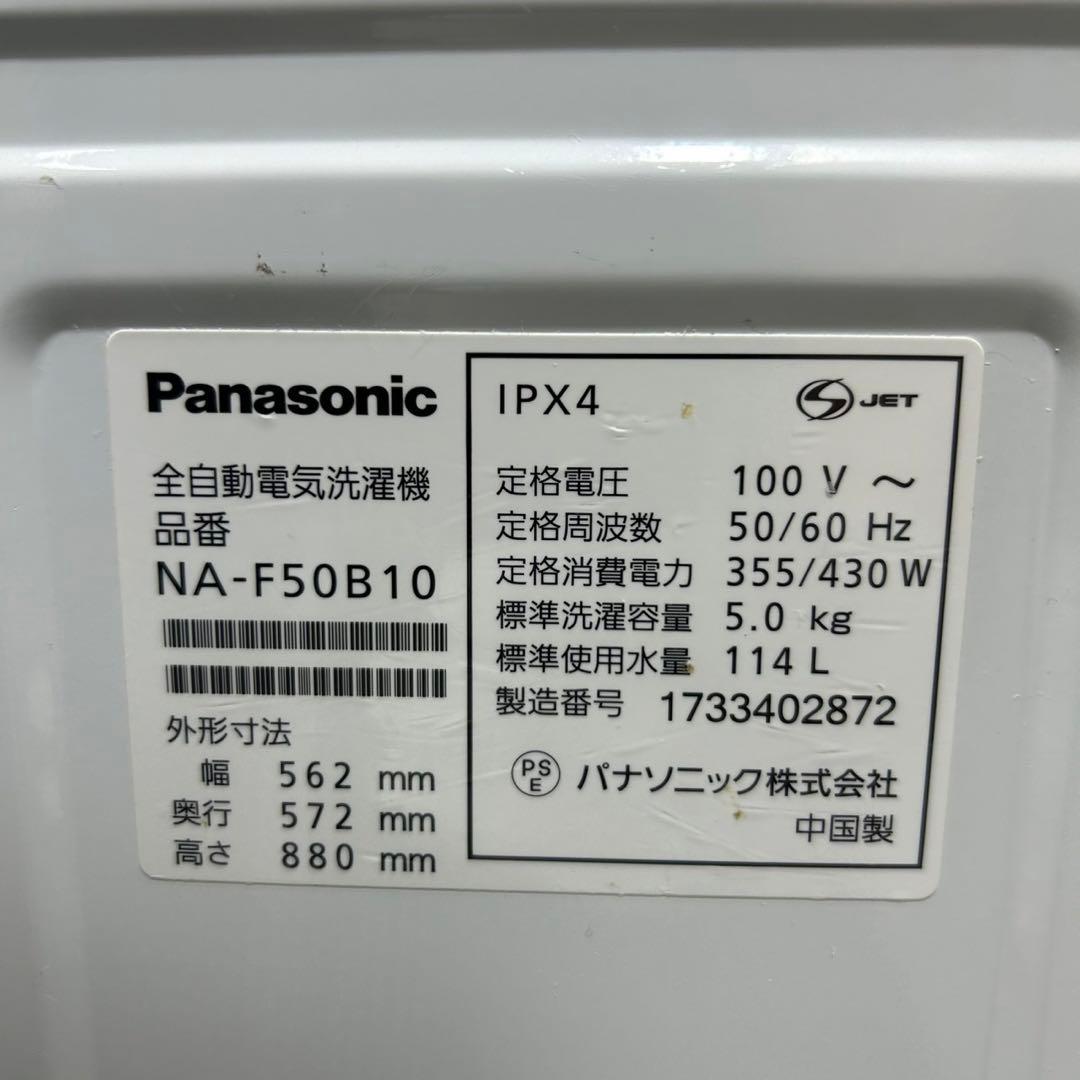 Panasonic
全自動電気洗濯機
品番
NA-F50B10
外形寸法
幅 562 mm
奥行 572 mm
高さ 880 mm
IPX4
S JET
定格電圧 100 V ～
定格周波数 50/60 Hz
定格消費電力 355/430 W
標準洗濯容量 5.0 kg
標準使用水量 114 L
製造番号 1733402872
PSE パナソニック株式会社
中国製